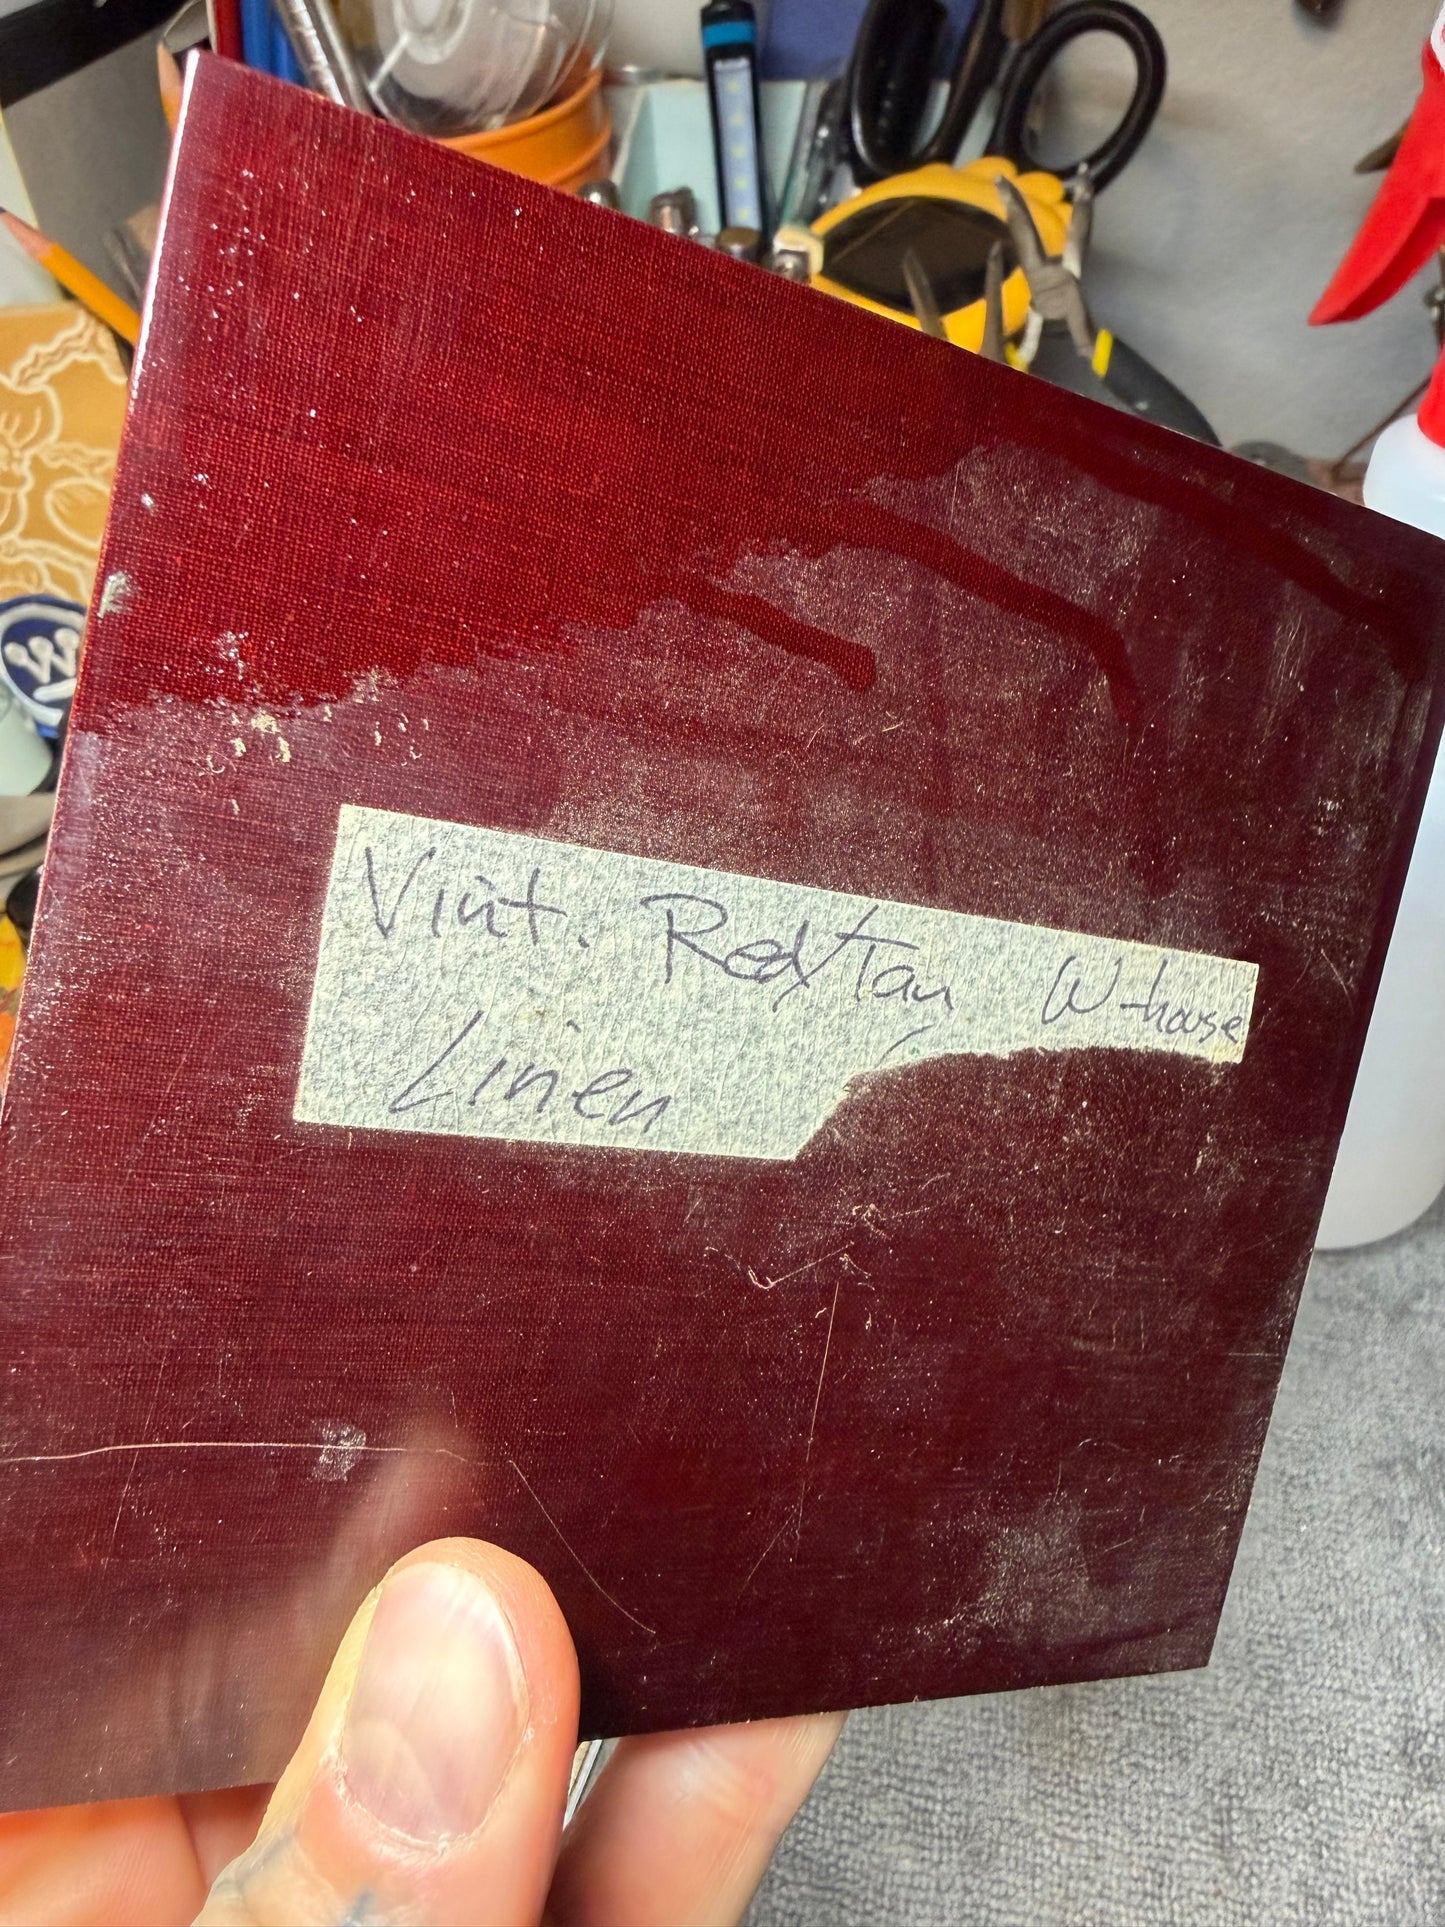 Vint. Red/Tan W-house
Linen
W